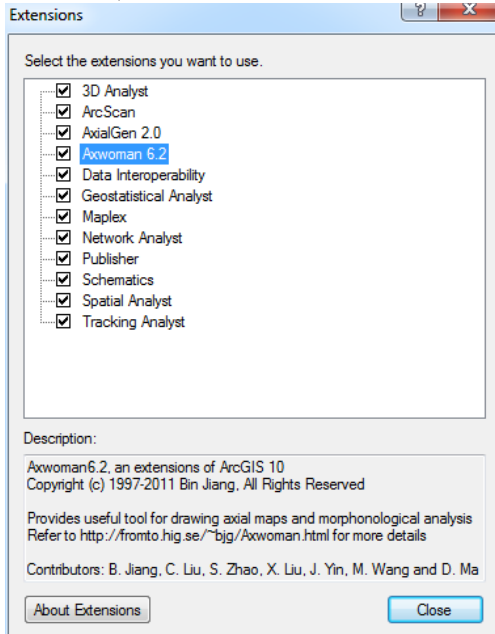 Extensions
Select the extensions you want to use.
3D Analyst
ArcScan
AxialGen 2.0
Axwoman 6.2
Data Interoperability
Geostatistical Analyst
Maplex
Network Analyst
Publisher
Schematics
Spatial Analyst
Tracking Analyst
Description:
Axwoman6.2, an extensions of ArcGIS 10
Copyright (c) 1997-2011 Bin Jiang, All Rights Reserved
Provides useful tool for drawing axial maps and morphonological analysis
Refer to http://fromto.hig.se/~bjg/Axwoman.html for more details
Contributors: B. Jiang, C. Liu, S. Zhao, X. Liu, J. Yin, M. Wang and D. Ma
About Extensions
Close